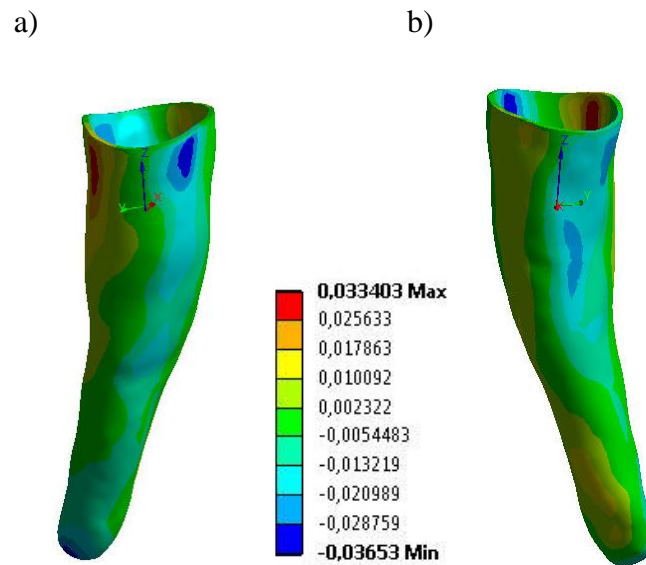 a)
b)
Z
Y
X
Z
X
Y
0,033403 Max
0,025633
0,017863
0,010092
0,002322
-0,0054483
-0,013219
-0,020989
-0,028759
-0,03653 Min